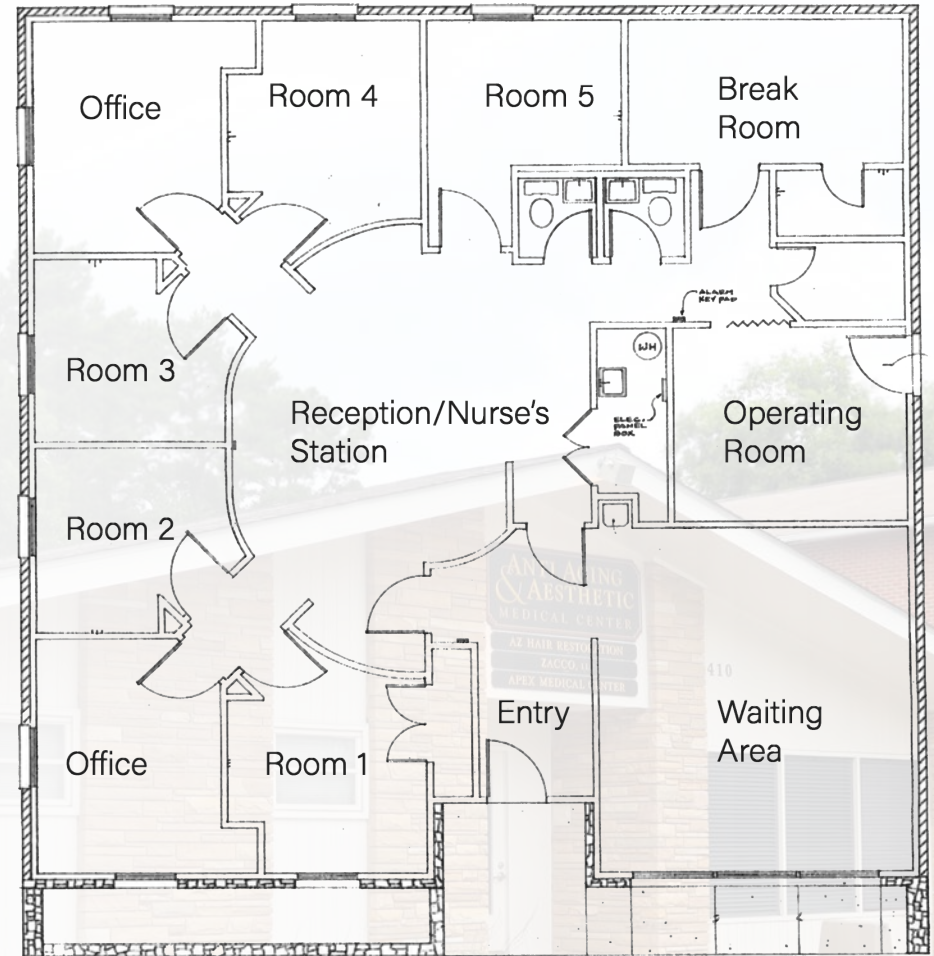 Office
Room 4
Room 5
Break
Room
ALARM
KEY PAD
WH
Room 3
Reception/Nurse's
Station
ELEC.
PANEL
BOX
Operating
Room
Room 2
ANTI AGING
& AESTHETIC
MEDICAL CENTER
AZ HAIR RESTORATION
ZACCO
APEX MEDICAL CENTER
410
Office
Room 1
Entry
Waiting
Area